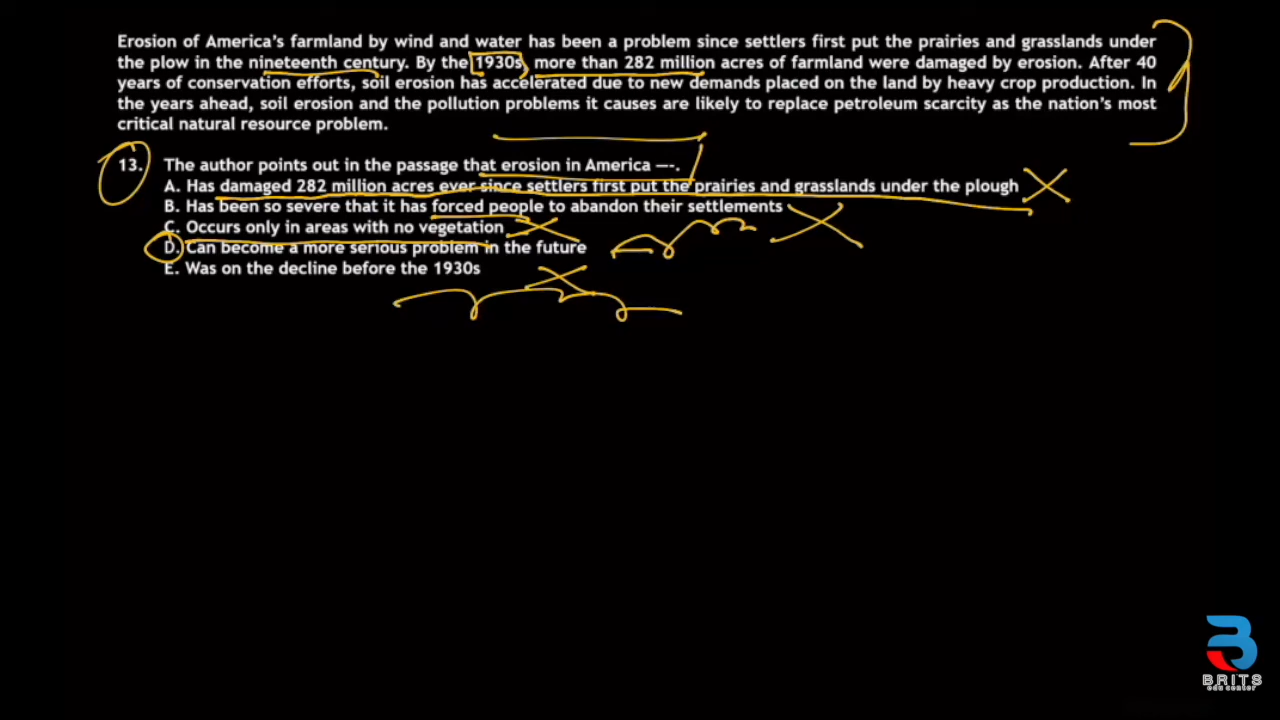 Erosion of America's farmland by wind and water has been a problem since settlers first put the prairies and grasslands under
the plow in the nineteenth century. By the 1930s, more than 282 million acres of farmland were damaged by erosion. After 40
years of conservation efforts, soil erosion has accelerated due to new demands placed on the land by heavy crop production. In
the years ahead, soil erosion and the pollution problems it causes are likely to replace petroleum scarcity as the nation's most
critical natural resource problem.
13. The author points out in the passage that erosion in America —-.
A. Has damaged 282 million acres ever since settlers first put the prairies and grasslands under the plough
B. Has been so severe that it has forced people to abandon their settlements
C. Occurs only in areas with no vegetation
D. Can become a more serious problem in the future
E. Was on the decline before the 1930s
BRITS
edu center